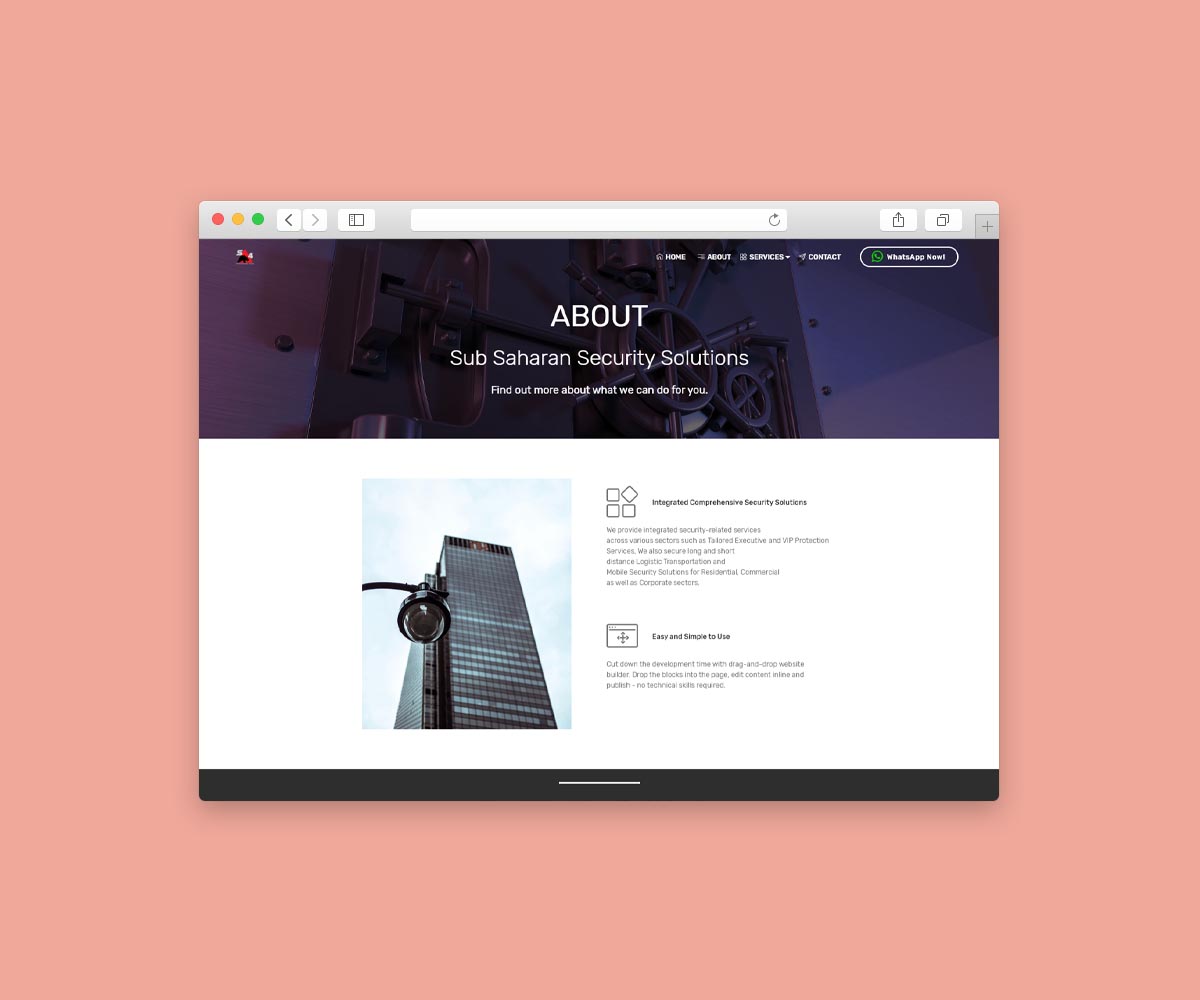 S 4
HOME ABOUT SERVICES CONTACT WhatsApp Now!
ABOUT
Sub Saharan Security Solutions
Find out more about what we can do for you.
Integrated Comprehensive Security Solutions
We provide integrated security-related services
across various sectors such as Tailored Executive and VIP Protection
Services, We also secure long and short
distance Logistic Transportation and
Mobile Security Solutions for Residential, Commercial
as well as Corporate sectors.
Easy and Simple to Use
Cut down the development time with drag-and-drop website
builder. Drop the blocks into the page, edit content inline and
publish - no technical skills required.